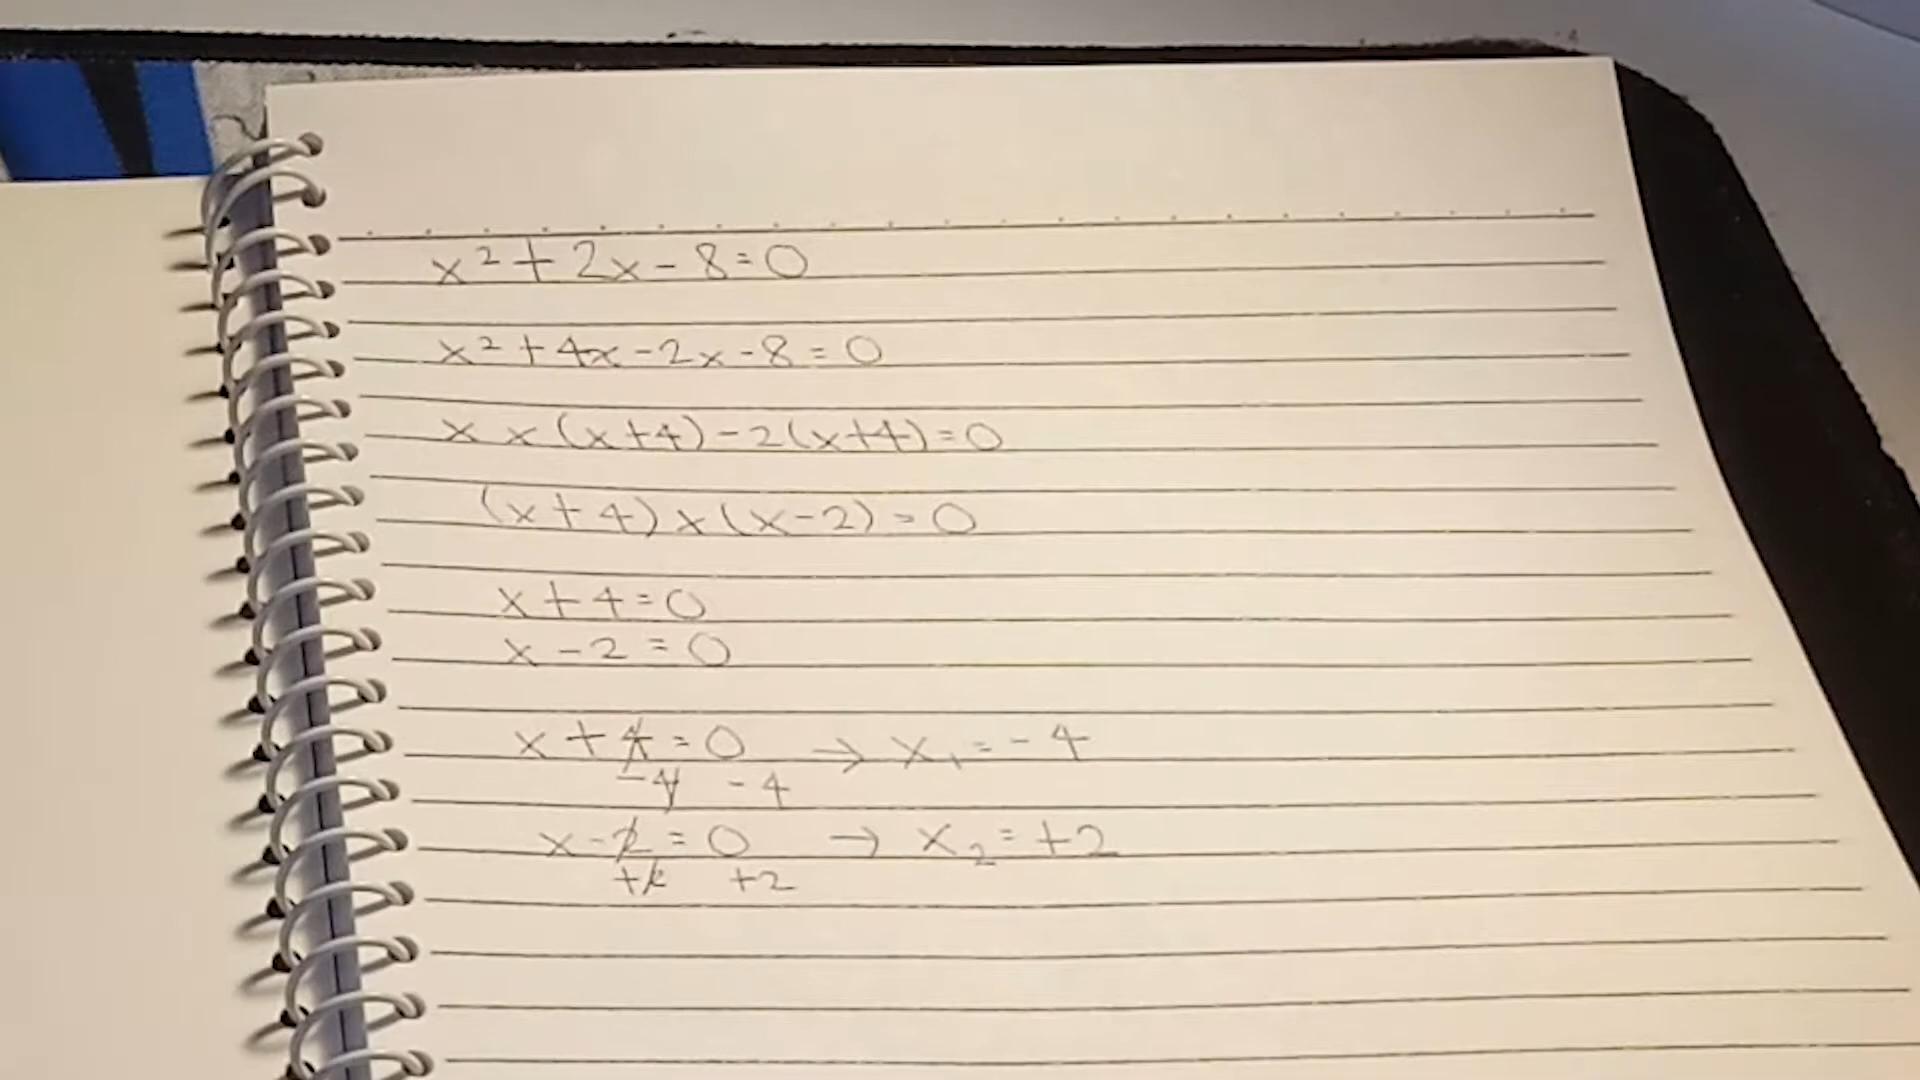 x² + 2x - 8 = 0
x² + 4x - 2x - 8 = 0
x × (x + 4) - 2(x + 4) = 0
(x + 4) × (x - 2) = 0
x + 4 = 0
x - 2 = 0
x + 4 = 0 → x₁ = -4
-4 -4
x - 2 = 0 → x₂ = +2
+2 +2